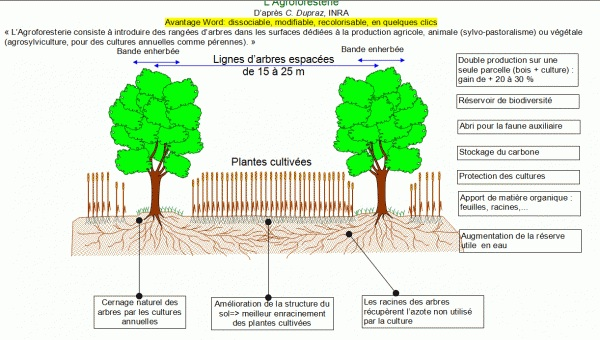 L'Agroforesterie
D'après C. Dupraz, INRA
Avantage Word: dissociable, modifiable, recolorisable, en quelques clics
« L'Agroforesterie consiste à introduire des rangées d'arbres dans les surfaces dédiées à la production agricole, animale (sylvo-pastoralisme) ou végétale
(agrosylviculture, pour des cultures annuelles comme pérennes). »
Bande enherbée
Lignes d'arbres espacées
de 15 à 25 m
Bande enherbée
Plantes cultivées
Double production sur une
seule parcelle (bois + culture) :
gain de + 20 à 30 %
Réservoir de biodiversité
Abri pour la faune auxiliaire
Stockage du carbone
Protection des cultures
Apport de matière organique :
feuilles, racines,...
Augmentation de la réserve
utile en eau
Cernage naturel des
arbres par les cultures
annuelles
Amélioration de la structure du
sol=> meilleur enracinement
des plantes cultivées
Les racines des arbres
récupèrent l'azote non utilisé
par la culture